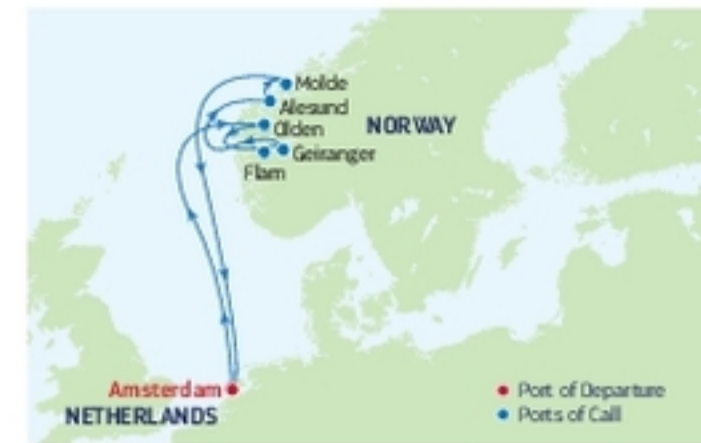 Molde
Alesund
Olden
NORWAY
Geiranger
Flam
Amsterdam
NETHERLANDS
Port of Departure
Ports of Call